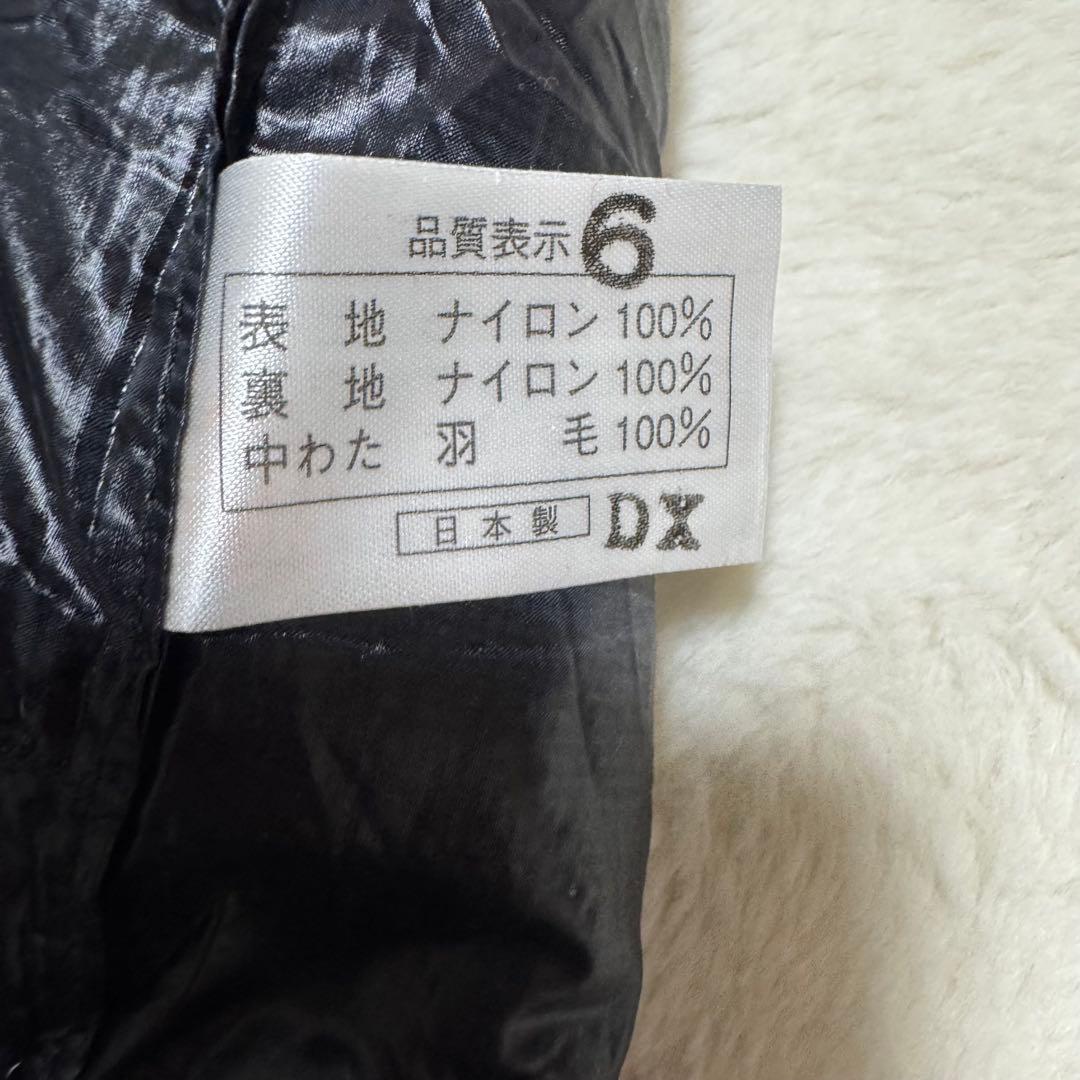 品質表示 6
表地 ナイロン 100%
裏地 ナイロン 100%
中わた 羽毛 100%
日本製 DX